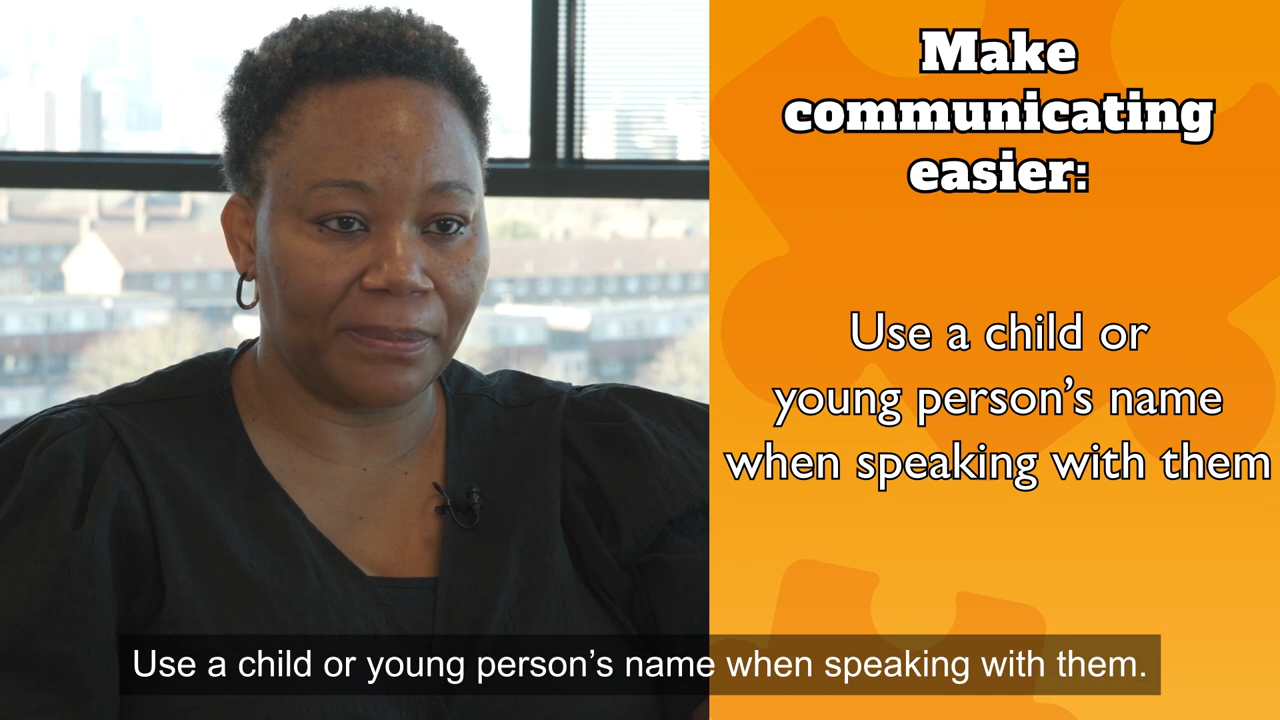 Make
communicating
easier:
Use a child or
young person’s name
when speaking with them
Use a child or young person’s name when speaking with them.